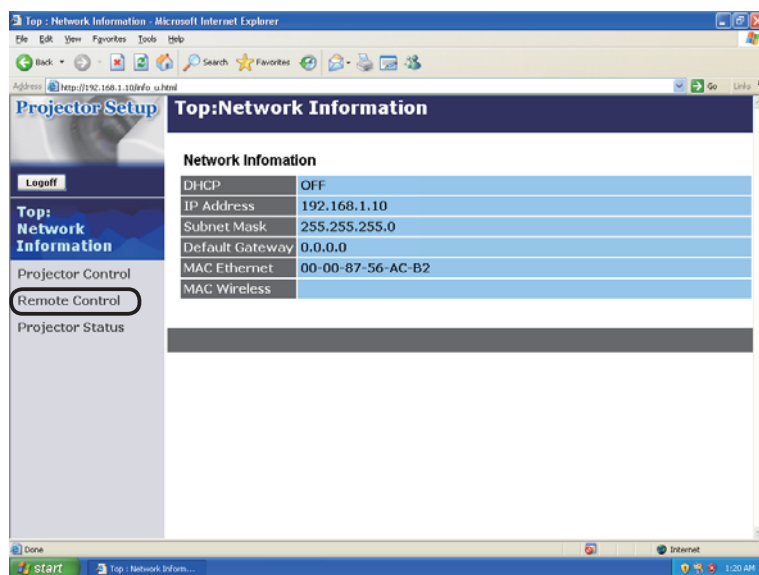 Top : Network Information - Microsoft Internet Explorer
File Edit View Favorites Tools Help
Back Search Favorites
Address http://192.168.1.10/info_u.html Go Links
Projector Setup
Top:Network Information
Network Infomation
Logoff
DHCP OFF
IP Address 192.168.1.10
Subnet Mask 255.255.255.0
Default Gateway 0.0.0.0
MAC Ethernet 00-00-87-56-AC-B2
MAC Wireless
Top:
Network
Information
Projector Control
Remote Control
Projector Status
Done Internet
start Top : Network Inform... 1:20 AM